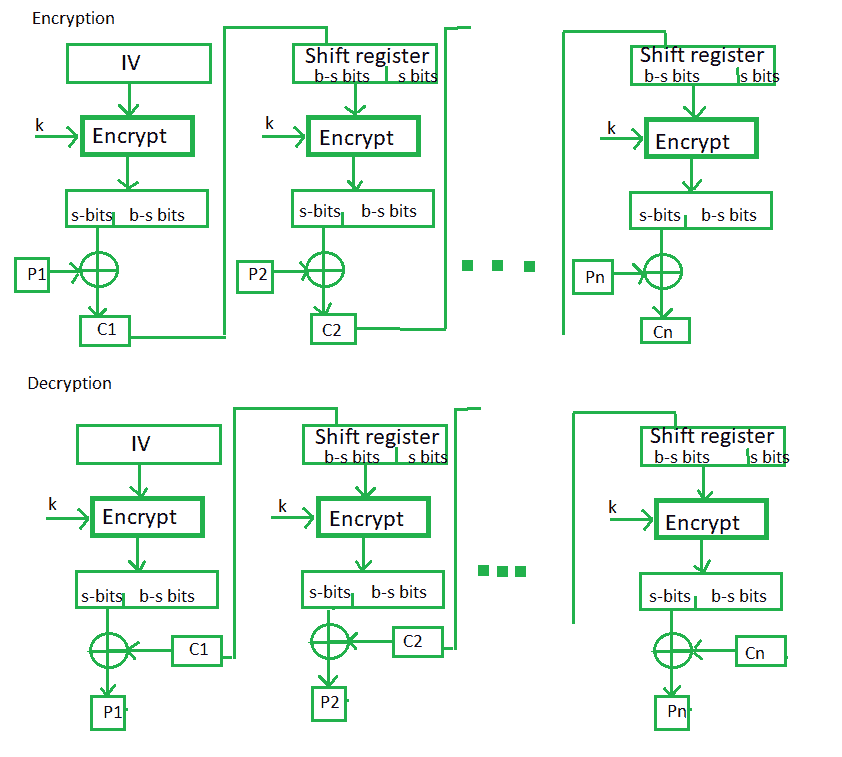 Encryption
IV Shift register Shift register
b-s bits s bits b-s bits s bits
k Encrypt k Encrypt k Encrypt
s-bits b-s bits s-bits b-s bits s-bits b-s bits
P1 P2 Pn
C1 C2 Cn
Decryption
IV Shift register Shift register
b-s bits s bits b-s bits s bits
k Encrypt k Encrypt k Encrypt
s-bits b-s bits s-bits b-s bits s-bits b-s bits
C1 C2 Cn
P1 P2 Pn